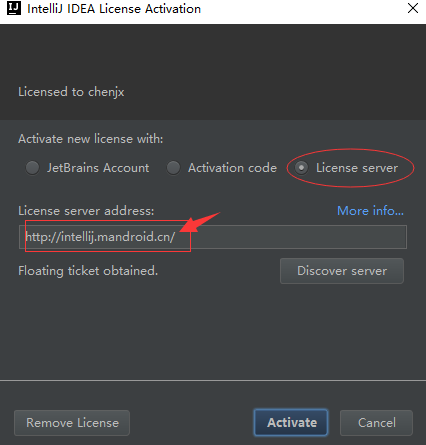 IntelliJ IDEA License Activation
Licensed to chenjx
Activate new license with:
JetBrains Account Activation code License server
License server address: More info...
http://intellij.mandroid.cn/
Floating ticket obtained. Discover server
Remove License Activate Cancel